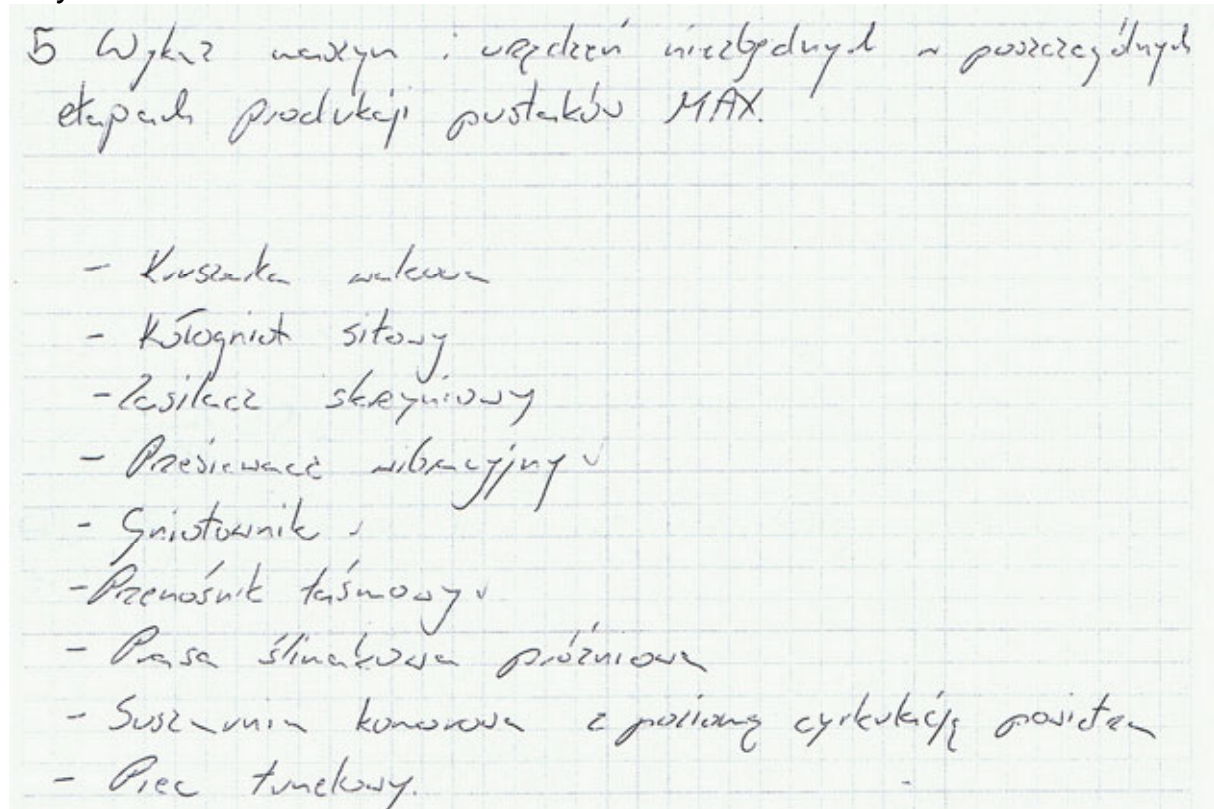 5 Wykaz maszyn i urządzeń niezbędnych w poszczególnych
etapach produkcji pustaków MAX.
- Kruszarka walcowa
- Kołogniot sitowy
- Zasilacz skrzyniowy
- Przesiewacz wibracyjny ✓
- Gniotownik ✓
- Przenośnik taśmowy ✓
- Prasa ślimakowa próżniowa
- Suszarnia komorowa z poziomą cyrkulacją powietrza
- Piec tunelowy.